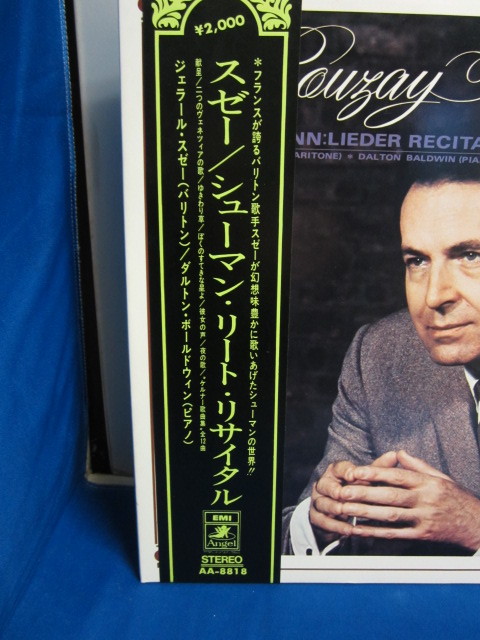 ¥2,000
*フランスが誇るバリトン歌手スゼーが幻想味豊かに歌いあげたシューマンの世界!!
スゼー/シューマン・リート・リサイタル
献呈/二つのヴェネツィアの歌/ゆきわり草/ぼくのすてきな星よ/彼女の声/夜の歌/*ケルナー歌曲集・全12曲
ジェラール・スゼー(バリトン)/ダルトン・ボールドウィン(ピアノ)
EMI
Angel
STEREO
AA-8818
Souzay
NN:LIEDER RECITA
ARITONE) * DALTON BALDWIN (PIA